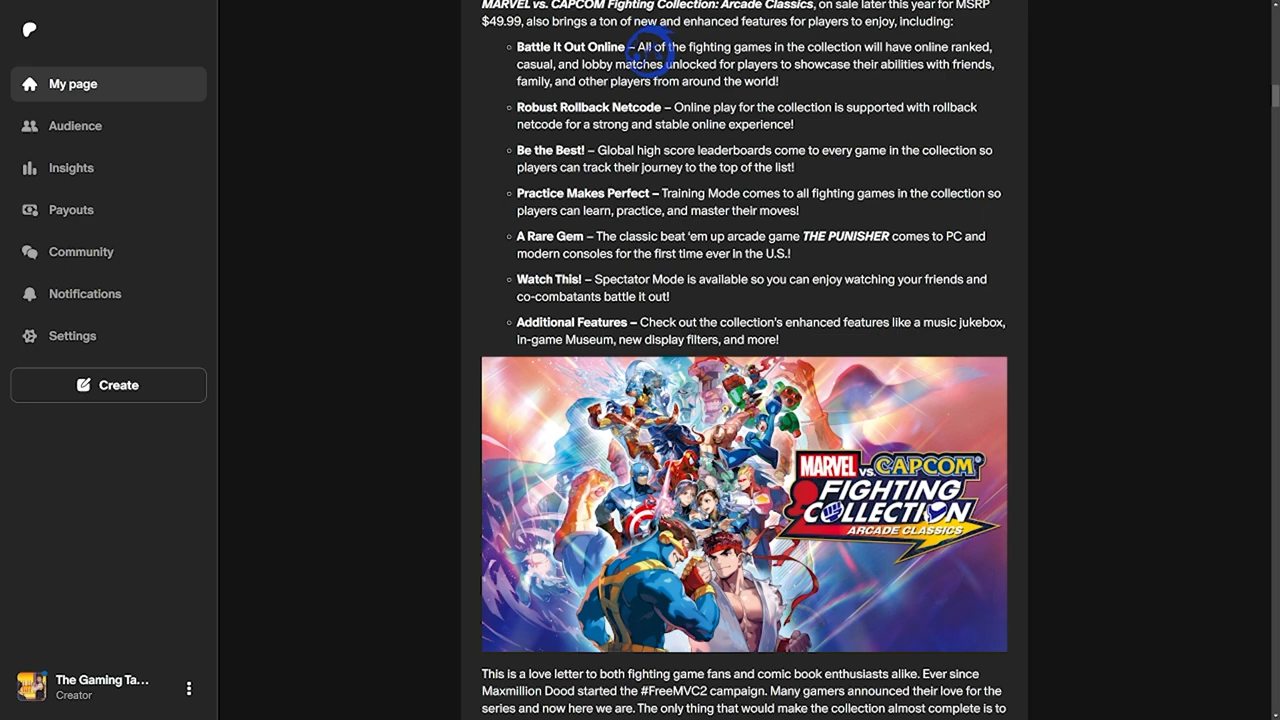 MARVEL vs. CAPCOM Fighting Collection: Arcade Classics, on sale later this year for MSRP
$49.99, also brings a ton of new and enhanced features for players to enjoy, including:
Battle It Out Online – All of the fighting games in the collection will have online ranked,
casual, and lobby matches unlocked for players to showcase their abilities with friends,
family, and other players from around the world!
Robust Rollback Netcode – Online play for the collection is supported with rollback
netcode for a strong and stable online experience!
Be the Best! – Global high score leaderboards come to every game in the collection so
players can track their journey to the top of the list!
Practice Makes Perfect – Training Mode comes to all fighting games in the collection so
players can learn, practice, and master their moves!
A Rare Gem – The classic beat ‘em up arcade game THE PUNISHER comes to PC and
modern consoles for the first time ever in the U.S.!
Watch This! – Spectator Mode is available so you can enjoy watching your friends and
co-combatants battle it out!
Additional Features – Check out the collection’s enhanced features like a music jukebox,
in-game Museum, new display filters, and more!
MARVEL VS. CAPCOM
FIGHTING
COLLECTION
ARCADE CLASSICS
This is a love letter to both fighting game fans and comic book enthusiasts alike. Ever since
Maxmillion Dood started the #FreeMVC2 campaign. Many gamers announced their love for the
series and now here we are. The only thing that would make the collection almost complete is to
My page
Audience
Insights
Payouts
Community
Notifications
Settings
Create
The Gaming Ta...
Creator